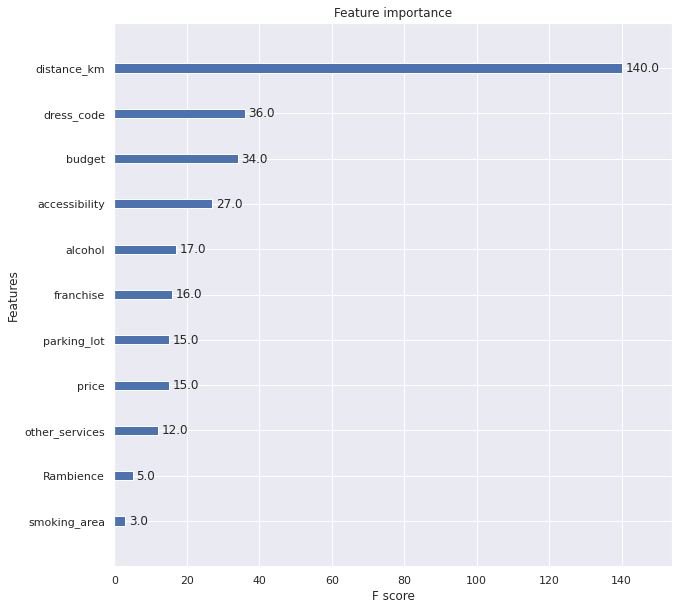 Feature importance
Features
distance_km 140.0
dress_code 36.0
budget 34.0
accessibility 27.0
alcohol 17.0
franchise 16.0
parking_lot 15.0
price 15.0
other_services 12.0
Rambience 5.0
smoking_area 3.0
0 20 40 60 80 100 120 140
F score